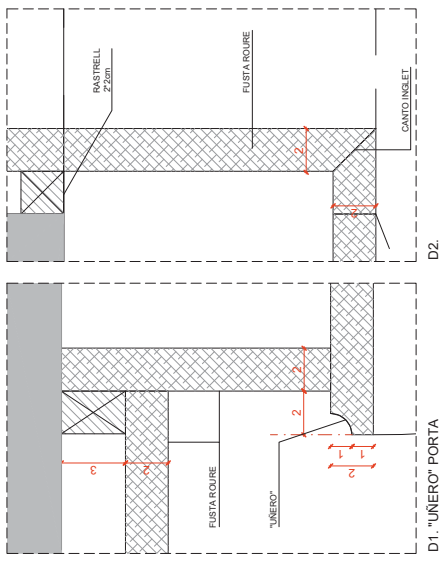 RASTRELL
2*2cm
FUSTA ROURE
CANTO INGLET
2
2
D2.
3
2
2
2
1
1
2
FUSTA ROURE
"UÑERO"
D1. "UÑERO" PORTA